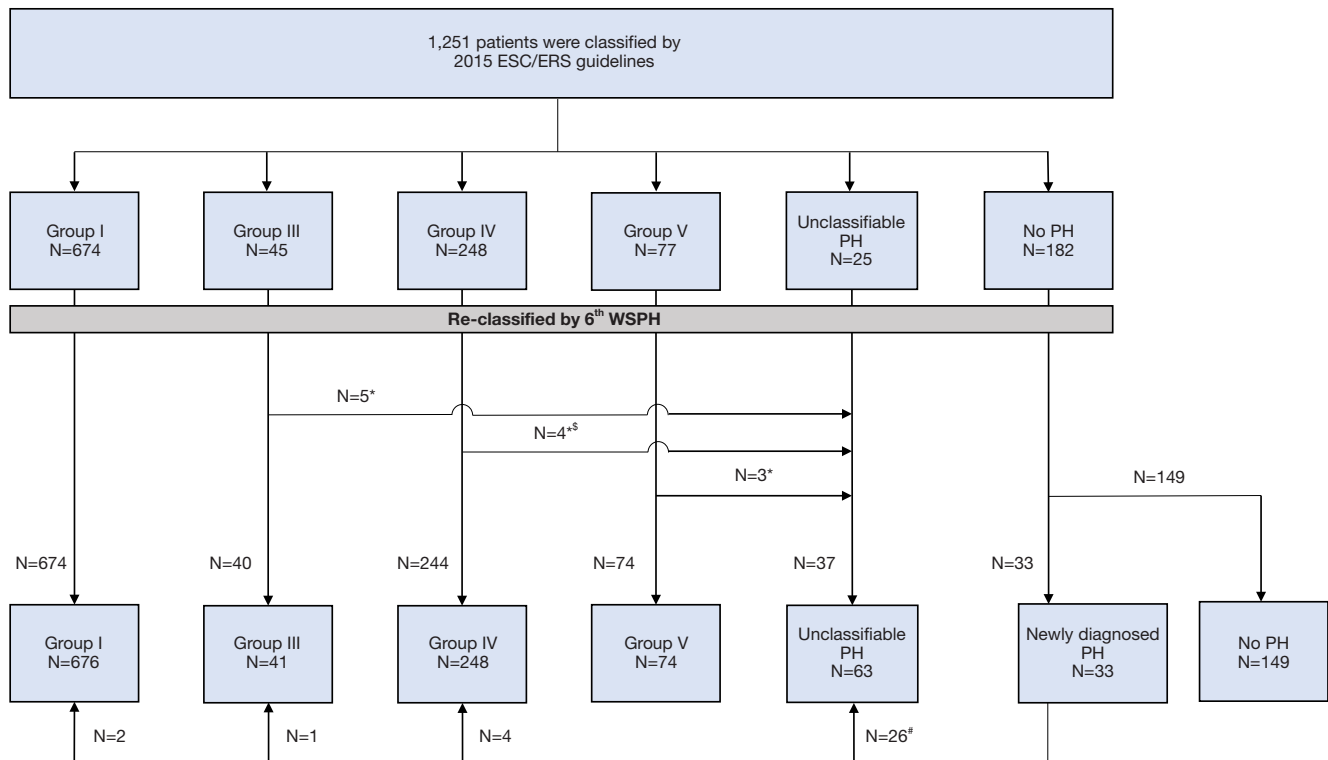 1,251 patients were classified by
2015 ESC/ERS guidelines
Group I
N=674
Group III
N=45
Group IV
N=248
Group V
N=77
Unclassifiable
PH
N=25
No PH
N=182
Re-classified by 6th WSPH
N=5*
N=4*$
N=3*
N=149
N=674
N=40
N=244
N=74
N=37
N=33
Group I
N=676
Group III
N=41
Group IV
N=248
Group V
N=74
Unclassifiable
PH
N=63
Newly diagnosed
PH
N=33
No PH
N=149
N=2
N=1
N=4
N=26#